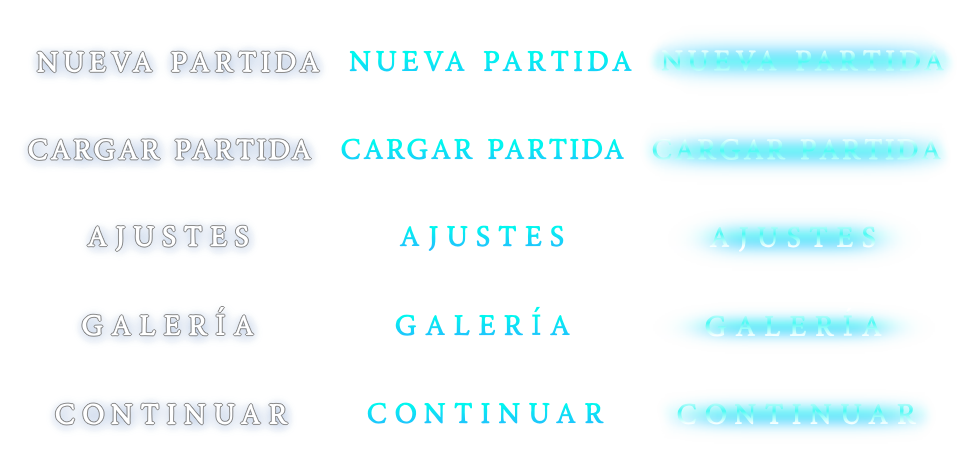 NUEVA PARTIDA NUEVA PARTIDA NUEVA PARTIDA
CARGAR PARTIDA CARGAR PARTIDA CARGAR PARTIDA
AJUSTES AJUSTES AJUSTES
GALERÍA GALERÍA GALERÍA
CONTINUAR CONTINUAR CONTINUAR